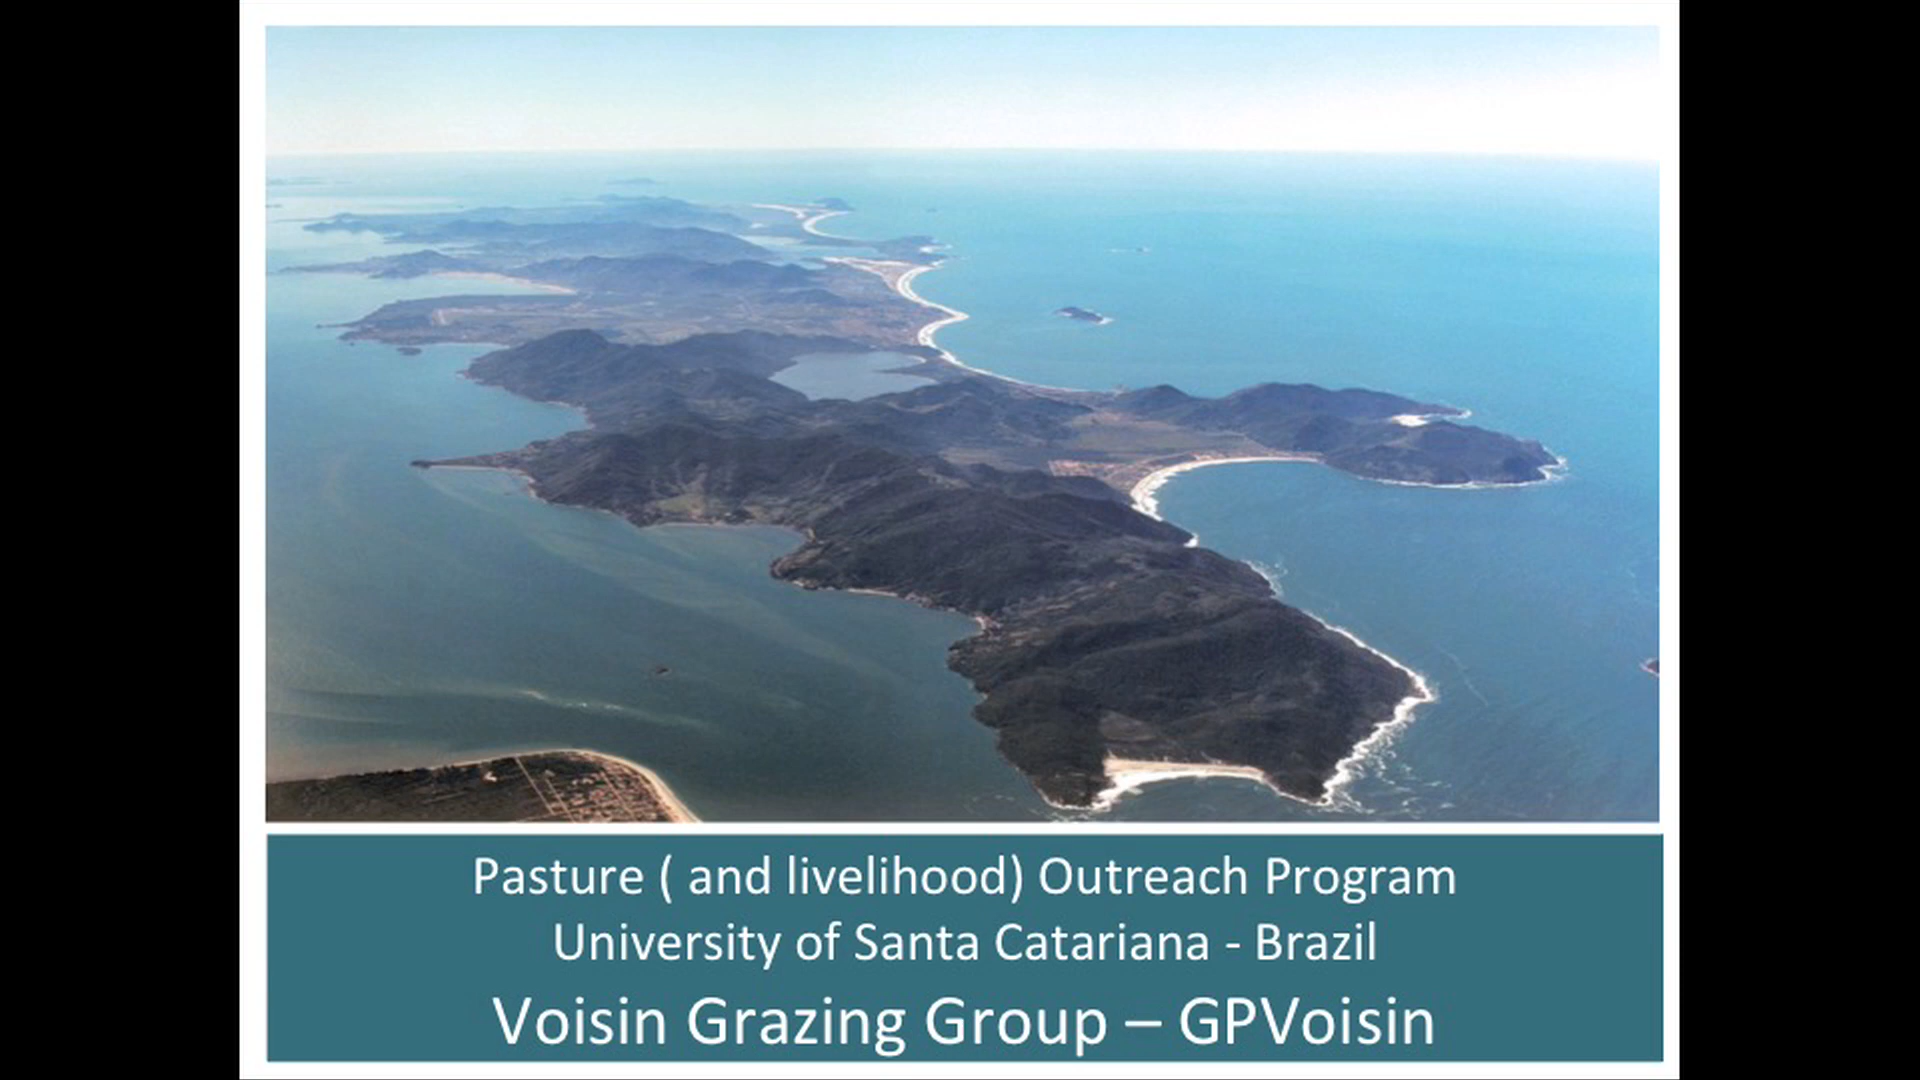 Pasture ( and livelihood) Outreach Program
University of Santa Catariana - Brazil
Voisin Grazing Group – GPVoisin